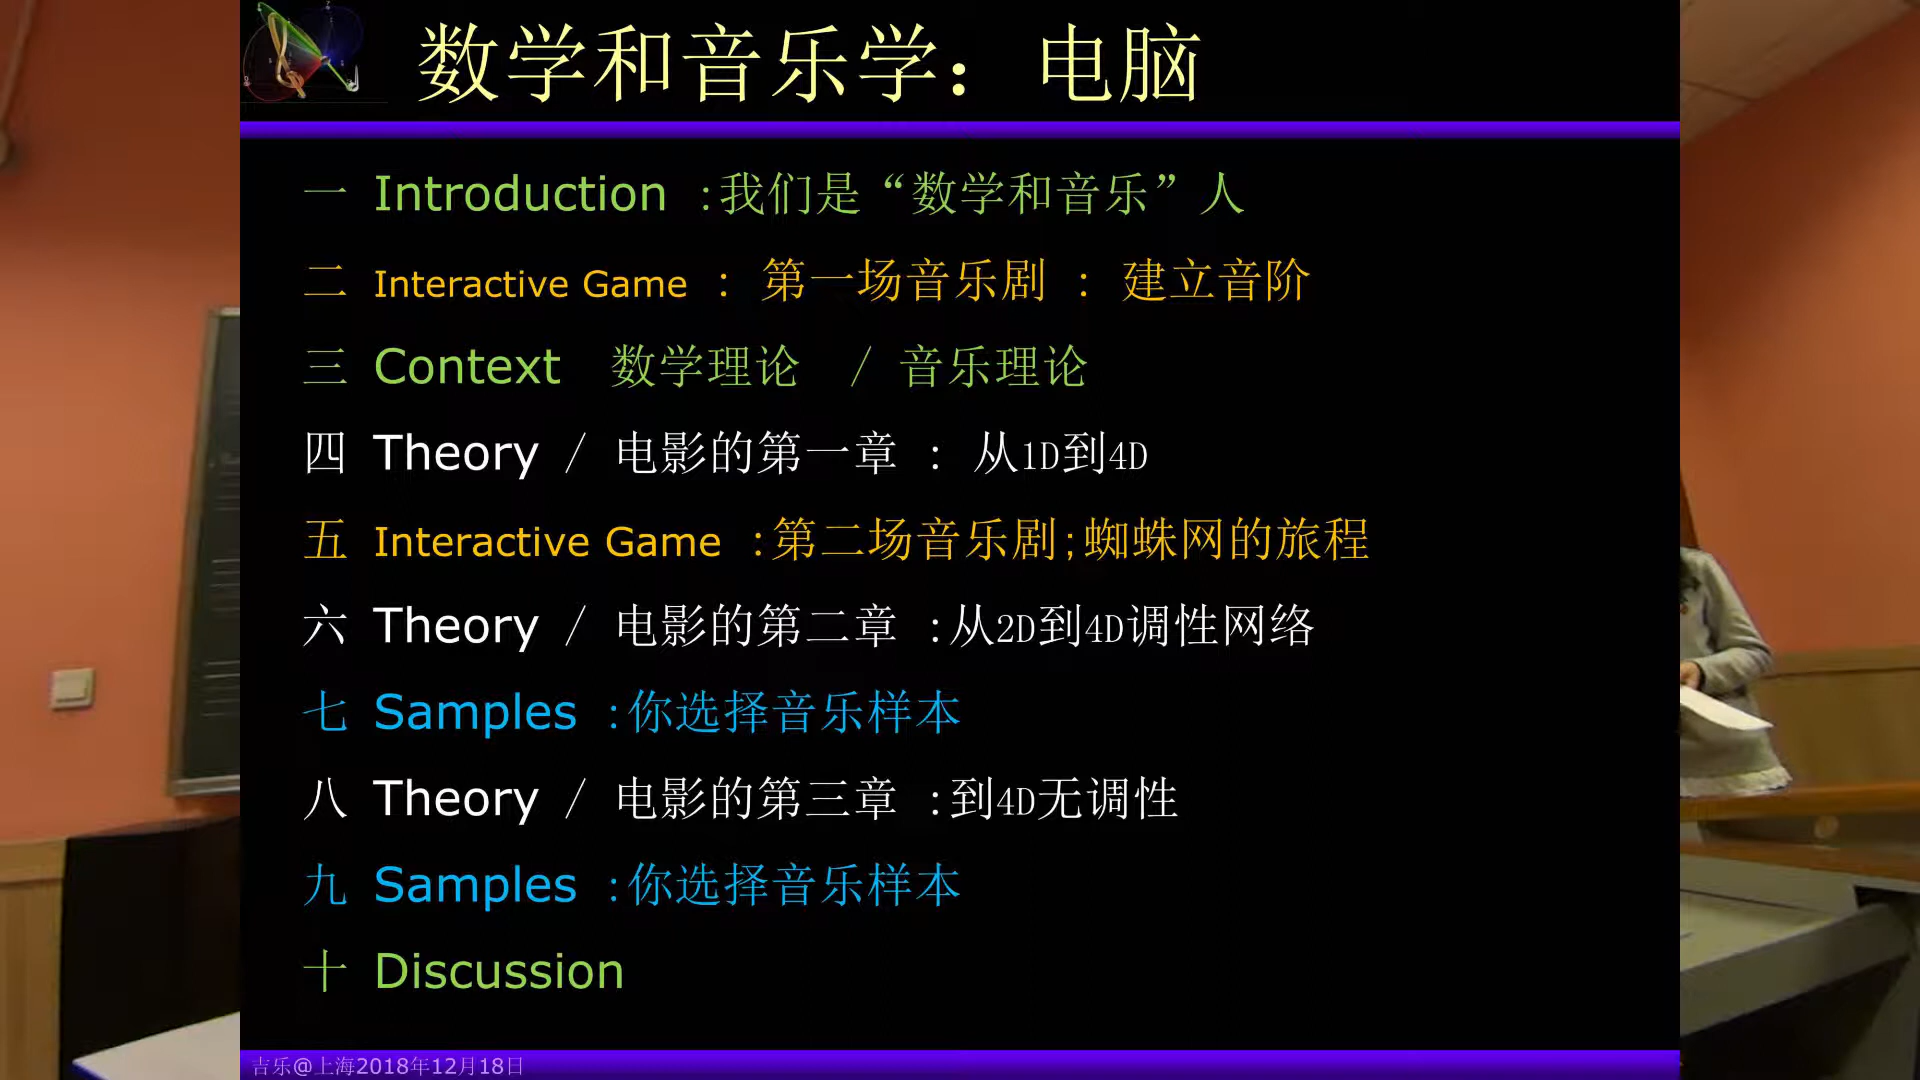 数学和音乐学：电脑
一 Introduction :我们是“数学和音乐”人
二 Interactive Game : 第一场音乐剧 : 建立音阶
三 Context 数学理论 / 音乐理论
四 Theory / 电影的第一章 : 从1D到4D
五 Interactive Game :第二场音乐剧;蜘蛛网的旅程
六 Theory / 电影的第二章 :从2D到4D调性网络
七 Samples :你选择音乐样本
八 Theory / 电影的第三章 :到4D无调性
九 Samples :你选择音乐样本
十 Discussion
吉乐@上海2018年12月18日